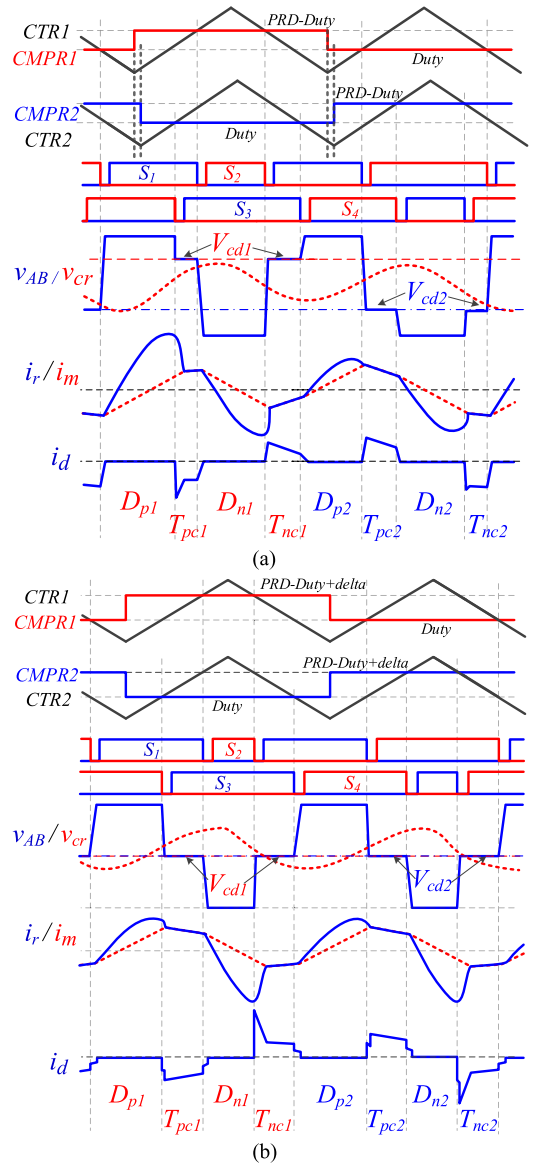 PRD-Duty
CTR1
CMPR1
Duty
PRD-Duty
CMPR2
Duty
CTR2
S1 S2
S3 S4
Vcd1
vAB/vcr
Vcd2
ir/im
id
Dp1 Dn1 Dp2 Dn2
Tpc1 Tnc1 Tpc2 Tnc2
(a)
PRD-Duty+delta
CTR1
CMPR1
Duty
PRD-Duty+delta
CMPR2
Duty
CTR2
S1 S2
S3 S4
vAB/vcr
Vcd1 Vcd2
ir/im
id
Dp1 Dn1 Dp2 Dn2
Tpc1 Tnc1 Tpc2 Tnc2
(b)